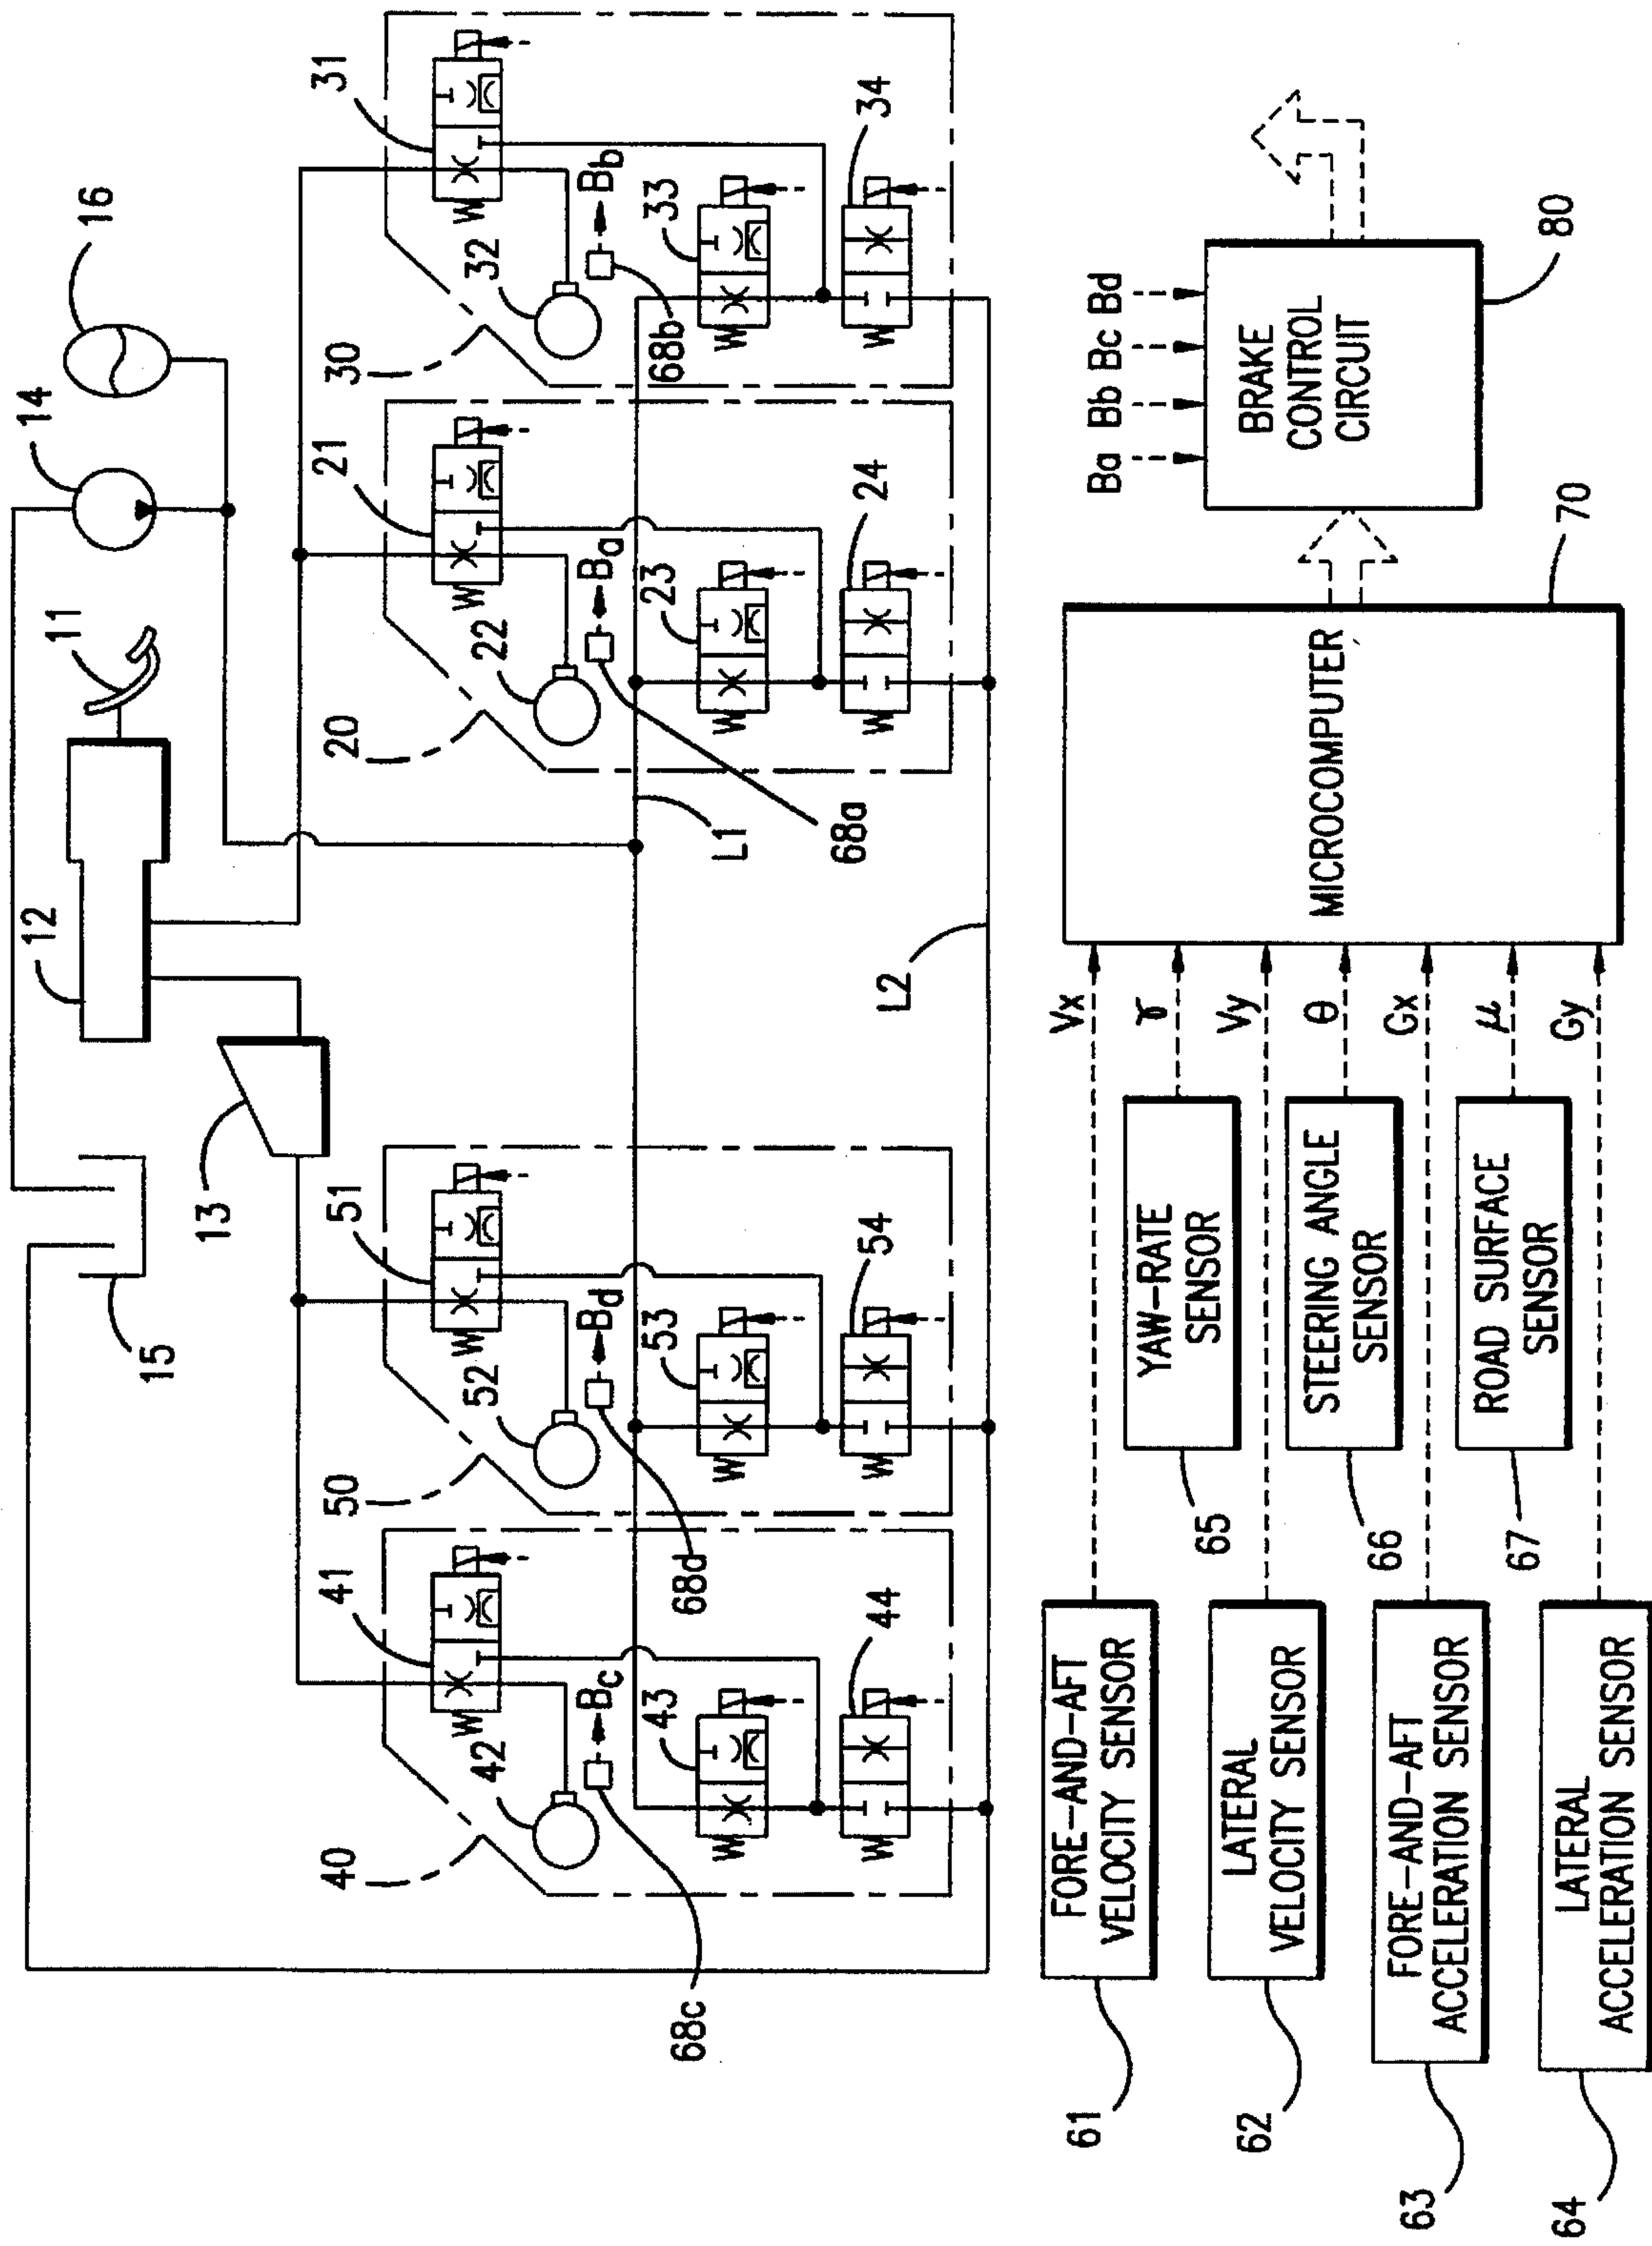 16
14
11
12
13
15
31
32
30
Bb
68b
33
34
21
22
20
Ba
68a
23
24
L1
L2
51
52
50
Bd
68d
53
54
41
42
40
Bc
68c
43
44
FORE-AND-AFT
VELOCITY SENSOR
61
Vx
YAW-RATE
SENSOR
65
γ
LATERAL
VELOCITY SENSOR
62
Vy
STEERING ANGLE
SENSOR
66
θ
FORE-AND-AFT
ACCELERATION SENSOR
63
Gx
ROAD SURFACE
SENSOR
67
μ
LATERAL
ACCELERATION SENSOR
64
Gy
MICROCOMPUTER
70
Ba Bb Bc Bd
BRAKE
CONTROL
CIRCUIT
80